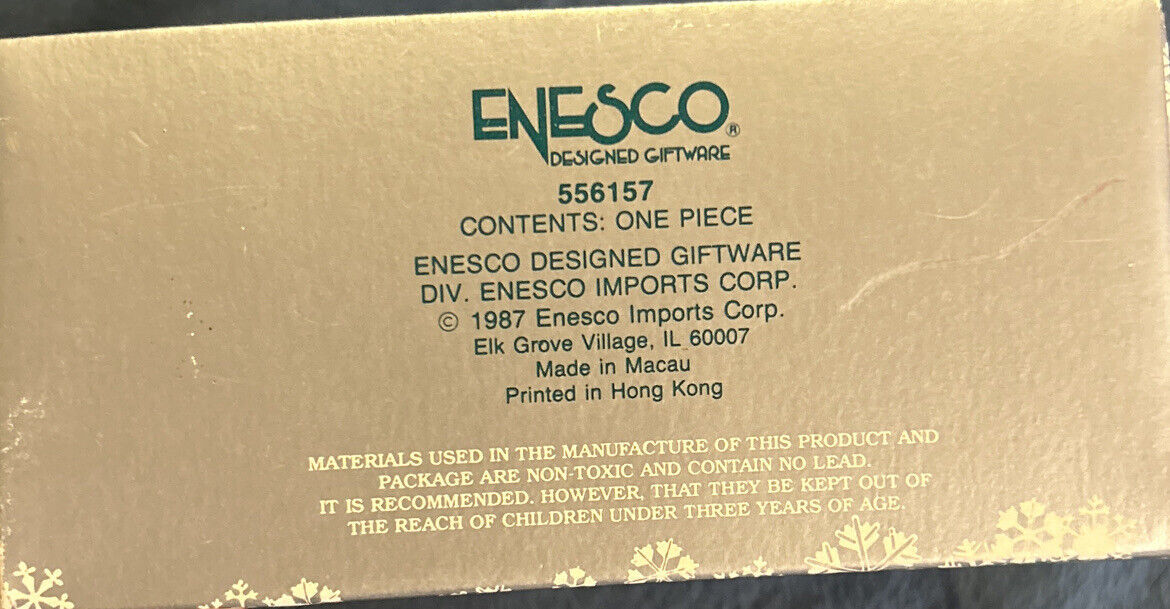 ENESCO®
DESIGNED GIFTWARE
556157
CONTENTS: ONE PIECE
ENESCO DESIGNED GIFTWARE
DIV. ENESCO IMPORTS CORP.
© 1987 Enesco Imports Corp.
Elk Grove Village, IL 60007
Made in Macau
Printed in Hong Kong
MATERIALS USED IN THE MANUFACTURE OF THIS PRODUCT AND
PACKAGE ARE NON-TOXIC AND CONTAIN NO LEAD.
IT IS RECOMMENDED. HOWEVER, THAT THEY BE KEPT OUT OF
THE REACH OF CHILDREN UNDER THREE YEARS OF AGE.